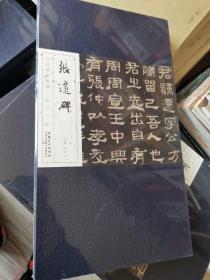 張遷碑
君諱遷字公方
陳留己吾人也
君之先出自有
周周宣王中興
有張仲以孝友